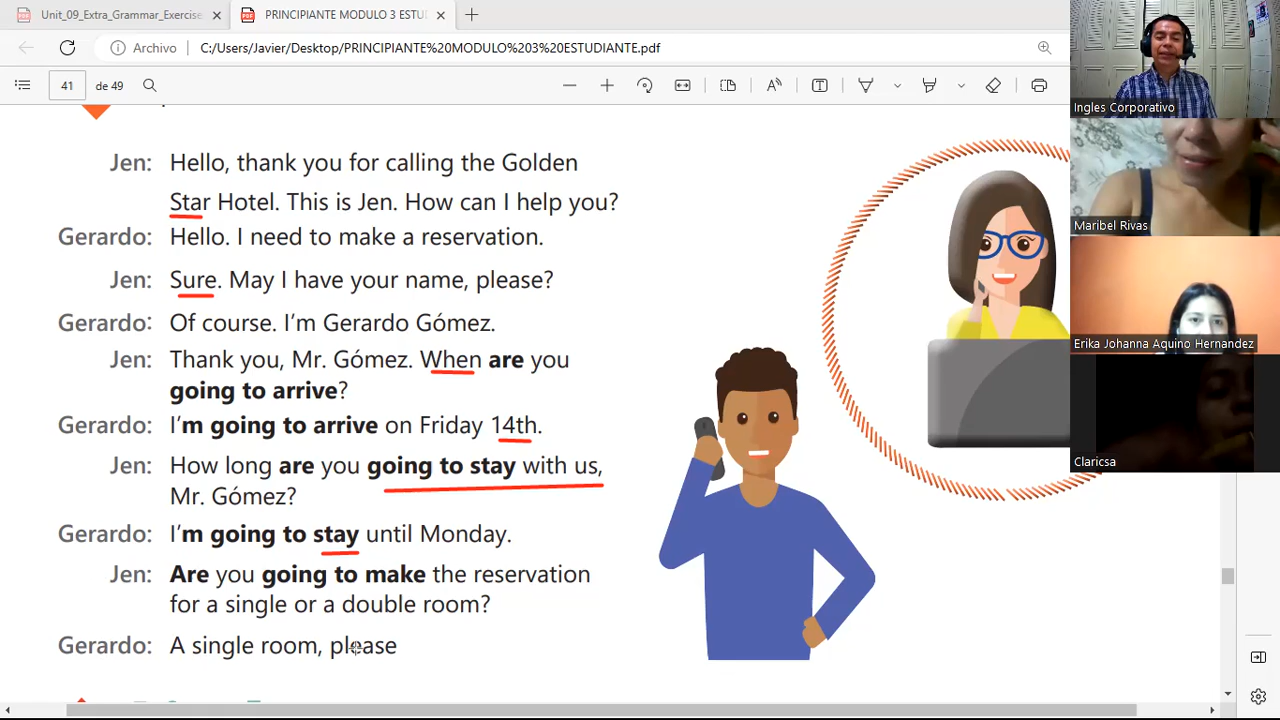 Unit_09_Extra_Grammar_Exercise
PRINCIPIANTE MODULO 3 ESTUD
Archivo
C:/Users/Javier/Desktop/PRINCIPIANTE%20MODULO%203%20ESTUDIANTE.pdf
41 de 49
Jen: Hello, thank you for calling the Golden
Star Hotel. This is Jen. How can I help you?
Gerardo: Hello. I need to make a reservation.
Jen: Sure. May I have your name, please?
Gerardo: Of course. I'm Gerardo Gómez.
Jen: Thank you, Mr. Gómez. When are you
going to arrive?
Gerardo: I'm going to arrive on Friday 14th.
Jen: How long are you going to stay with us,
Mr. Gómez?
Gerardo: I'm going to stay until Monday.
Jen: Are you going to make the reservation
for a single or a double room?
Gerardo: A single room, please
Ingles Corporativo
Maribel Rivas
Erika Johanna Aquino Hernandez
Claricsa